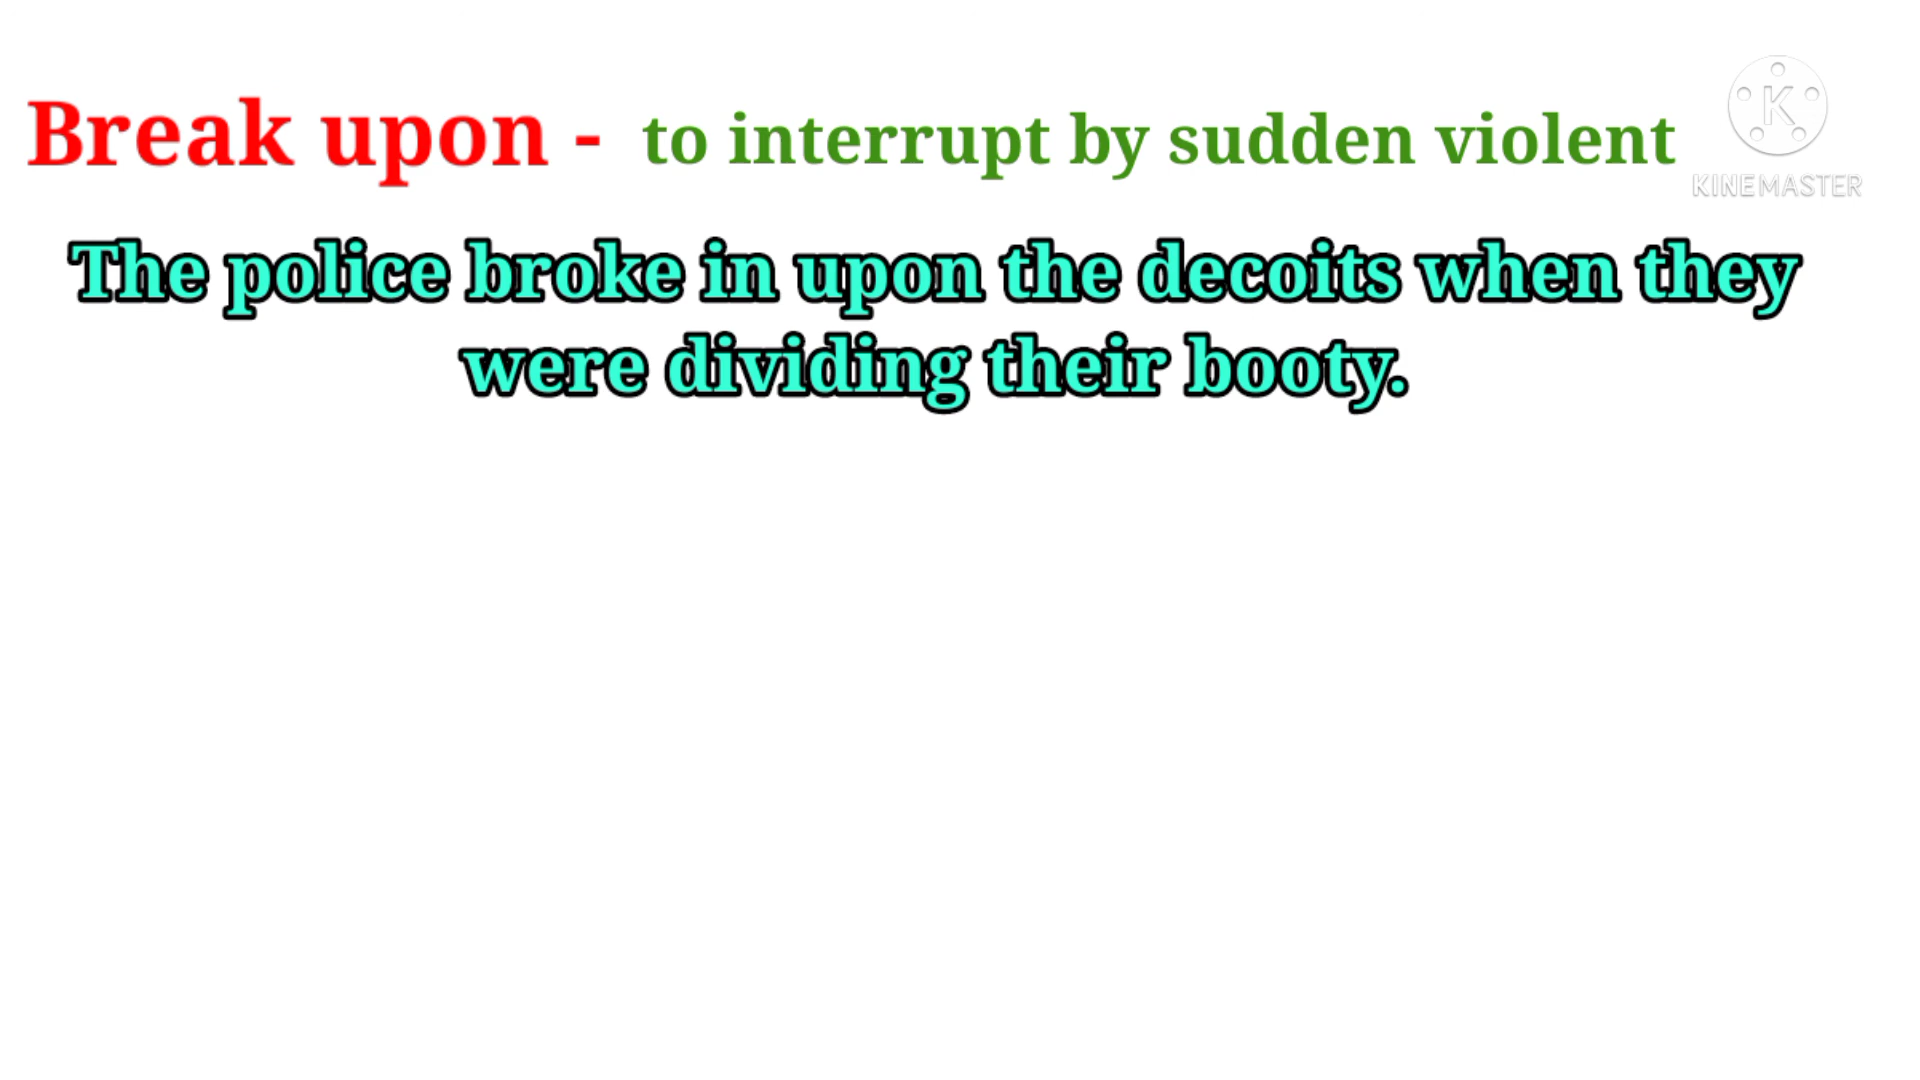 Break upon - to interrupt by sudden violent
KINEMASTER
The police broke in upon the decoits when they
were dividing their booty.